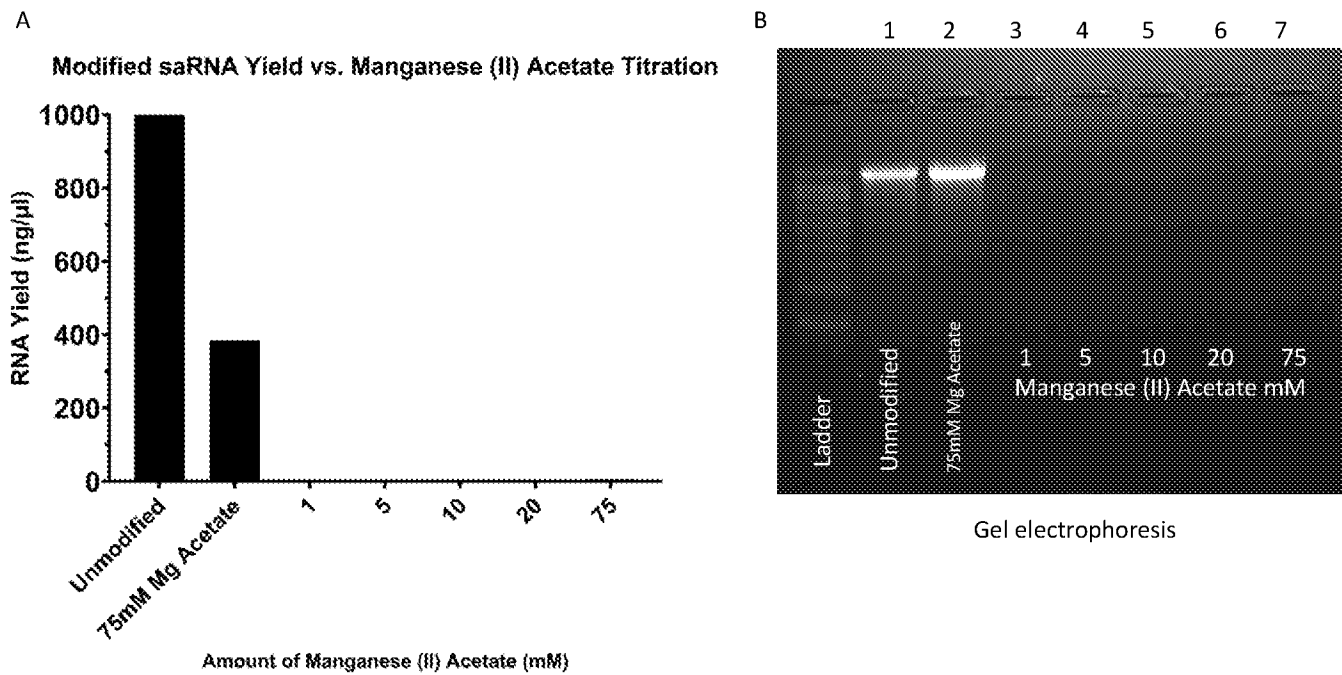 A
Modified saRNA Yield vs. Manganese (II) Acetate Titration
RNA Yield (ng/µl)
1000
800
600
400
200
0
Unmodified
75mM Mg Acetate
1
5
10
20
75
Amount of Manganese (II) Acetate (mM)
B
1 2 3 4 5 6 7
Ladder
Unmodified
75mM Mg Acetate
1 5 10 20 75
Manganese (II) Acetate mM
Gel electrophoresis